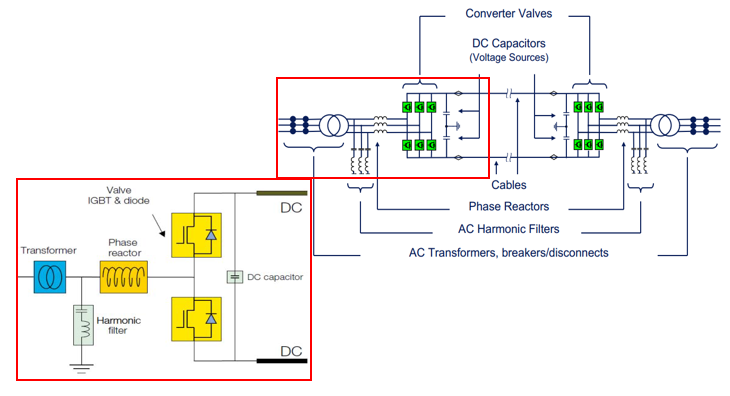 Converter Valves
DC Capacitors
(Voltage Sources)
Cables
Phase Reactors
AC Harmonic Filters
AC Transformers, breakers/disconnects
Valve
IGBT & diode
DC
Transformer
Phase
reactor
DC capacitor
Harmonic
filter
DC